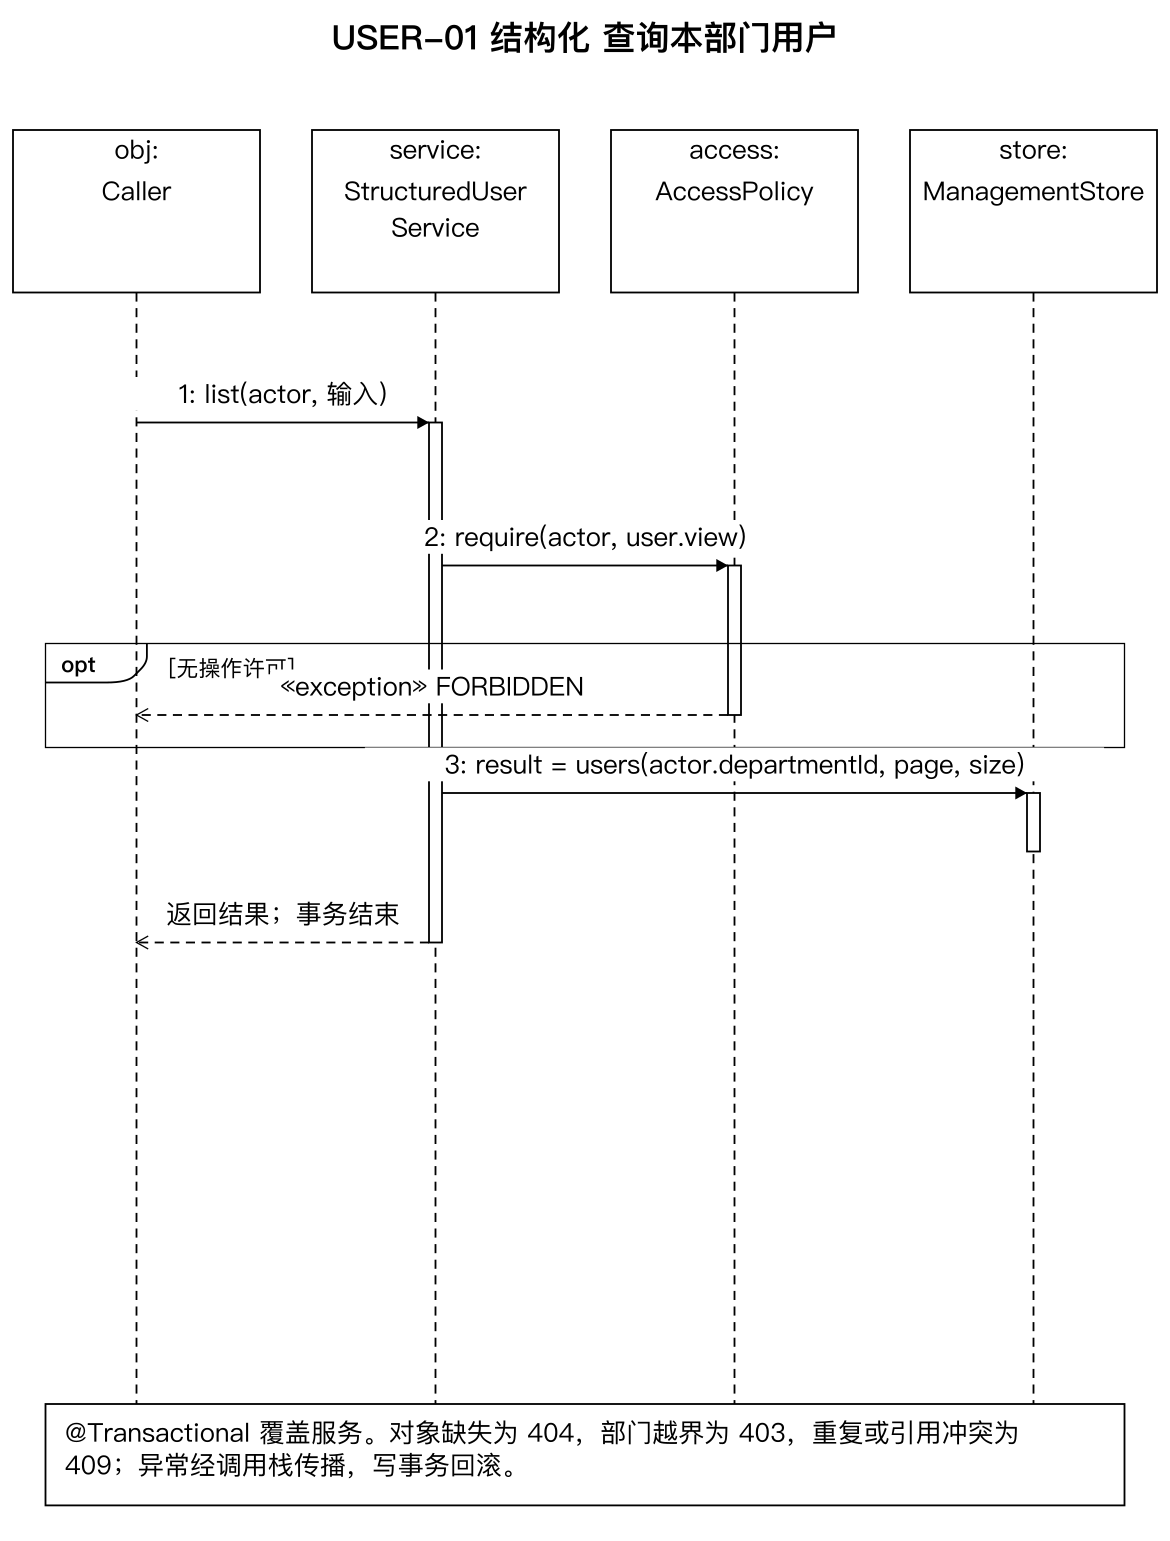 USER-01 结构化 查询本部门用户
obj:
Caller
service:
StructuredUser
Service
access:
AccessPolicy
store:
ManagementStore
1: list(actor, 输入)
2: require(actor, user.view)
opt
[无操作许可]
«exception» FORBIDDEN
3: result = users(actor.departmentId, page, size)
返回结果；事务结束
@Transactional 覆盖服务。对象缺失为 404，部门越界为 403，重复或引用冲突为
409；异常经调用栈传播，写事务回滚。